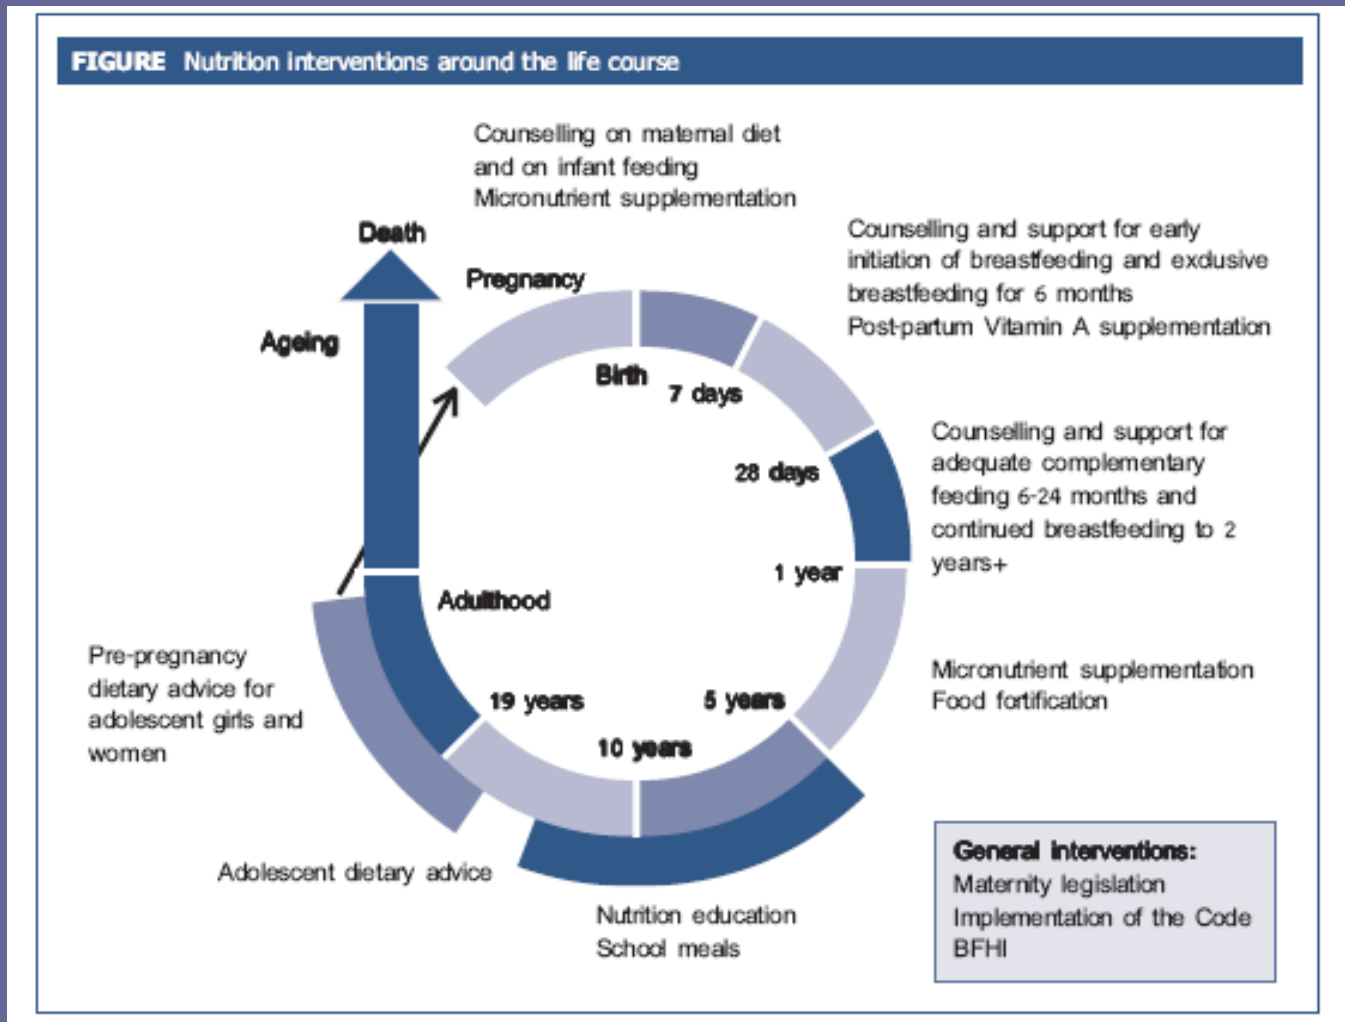 FIGURE Nutrition interventions around the life course
Counselling on maternal diet
and on infant feeding
Micronutrient supplementation
Death
Pregnancy
Ageing
Counselling and support for early
initiation of breastfeeding and exclusive
breastfeeding for 6 months
Post-partum Vitamin A supplementation
Birth
7 days
28 days
Counselling and support for
adequate complementary
feeding 6-24 months and
continued breastfeeding to 2
years+
1 year
Adulthood
Pre-pregnancy
dietary advice for
adolescent girls and
women
19 years
5 years
10 years
Micronutrient supplementation
Food fortification
Adolescent dietary advice
Nutrition education
School meals
General interventions:
Maternity legislation
Implementation of the Code
BFHI